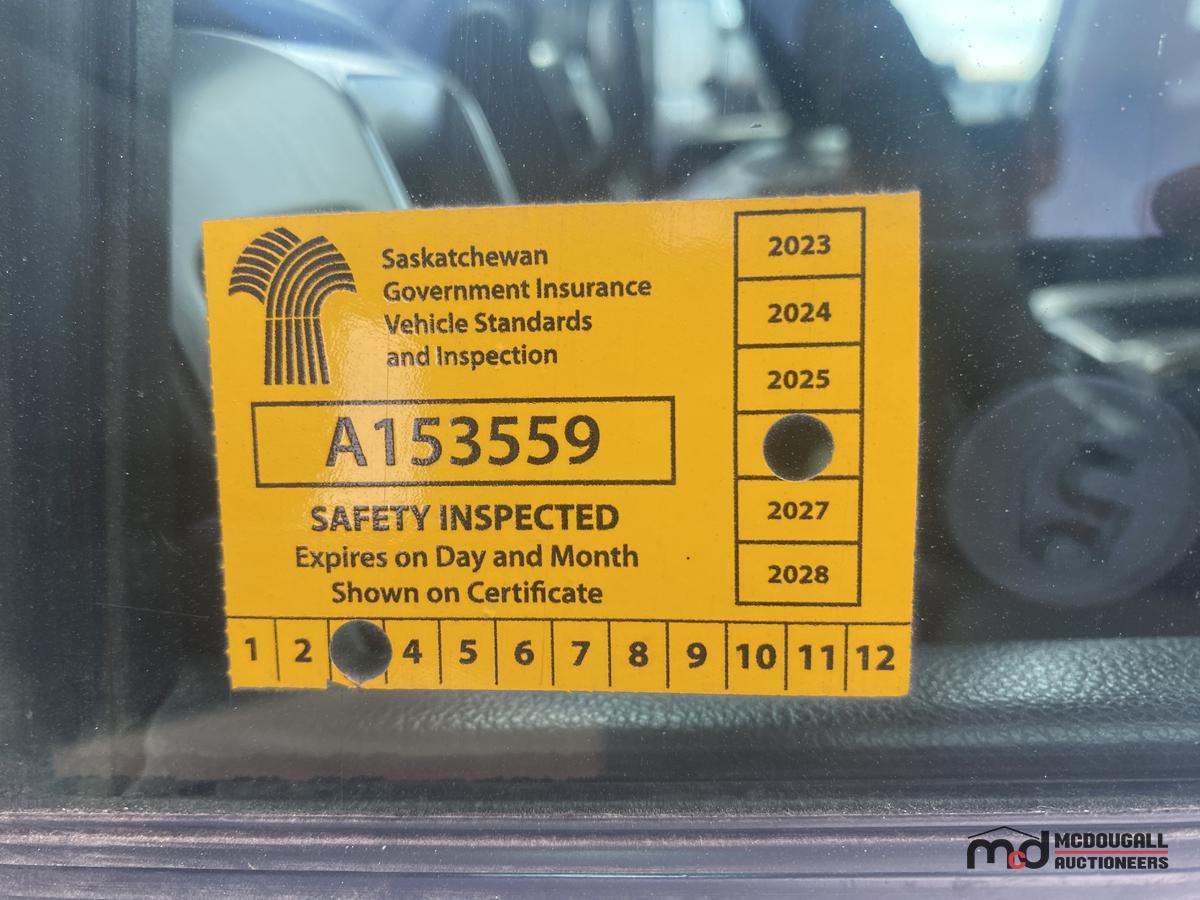 Saskatchewan
Government Insurance
Vehicle Standards
and Inspection
A153559
SAFETY INSPECTED
Expires on Day and Month
Shown on Certificate
2023
2024
2025
2027
2028
1 2 4 5 6 7 8 9 10 11 12
mcd MCDOUGALL
AUCTIONEERS